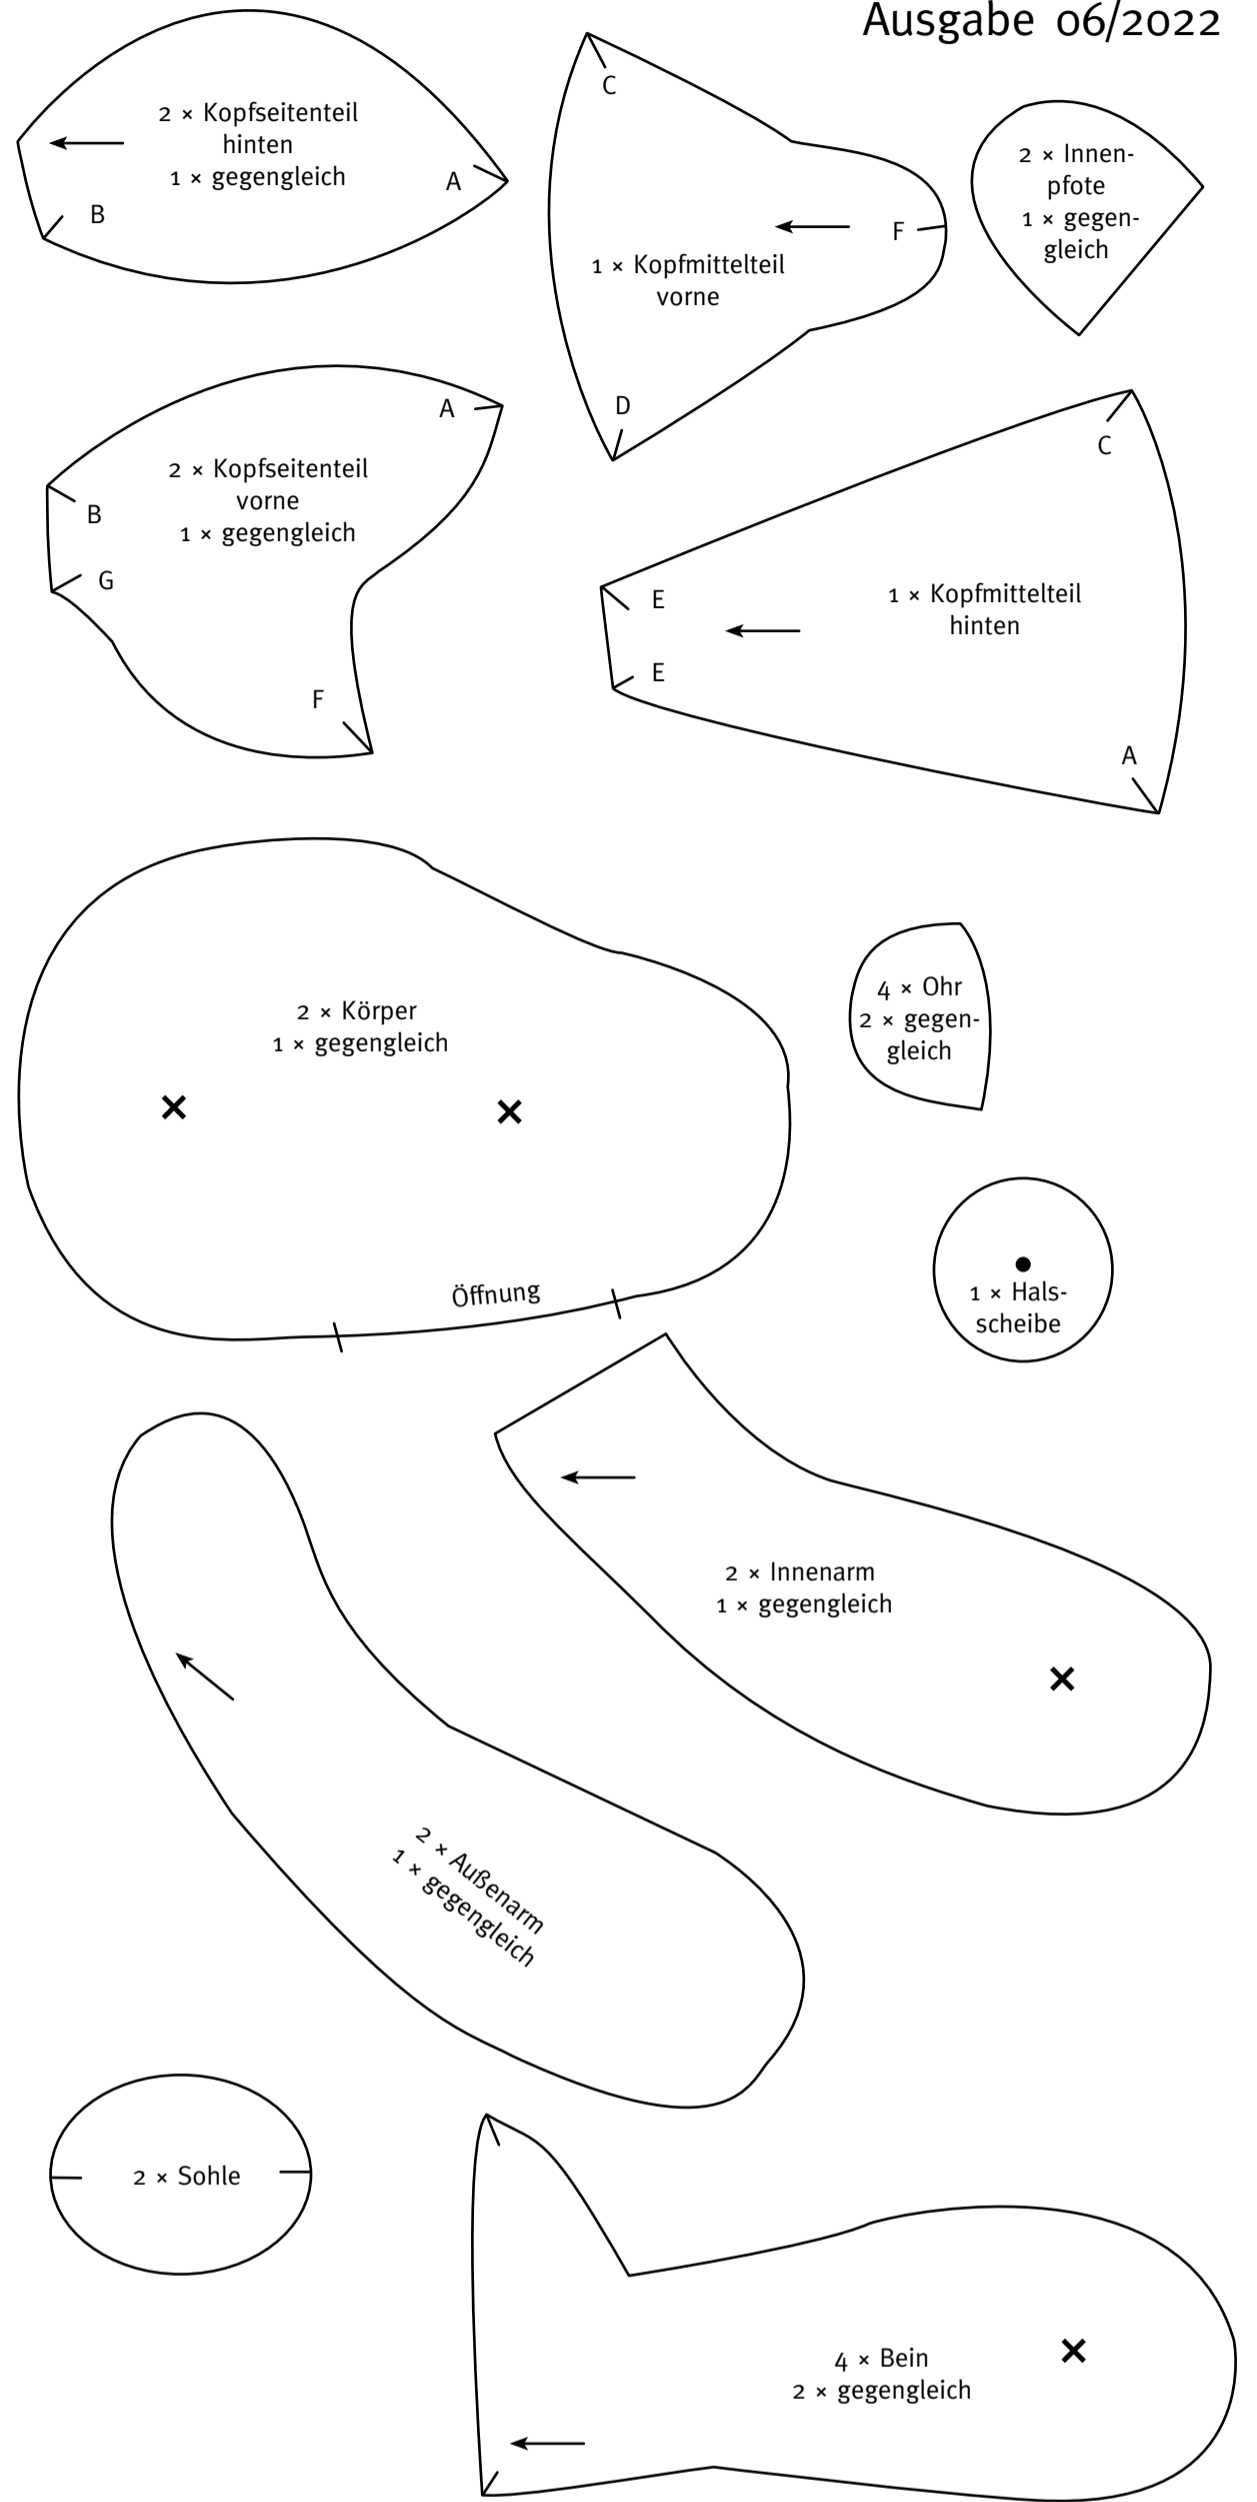 Ausgabe 06/2022
2 × Kopfseitenteil
hinten
1 × gegengleich
A
B
C
1 × Kopfmittelteil
vorne
F
D
2 × Innen-
pfote
1 × gegen-
gleich
A
2 × Kopfseitenteil
vorne
1 × gegengleich
B
G
F
C
1 × Kopfmittelteil
hinten
E
E
A
2 × Körper
1 × gegengleich
Öffnung
4 × Ohr
2 × gegen-
gleich
1 × Hals-
scheibe
2 × Innenarm
1 × gegengleich
2 × Außenarm
1 × gegengleich
2 × Sohle
4 × Bein
2 × gegengleich